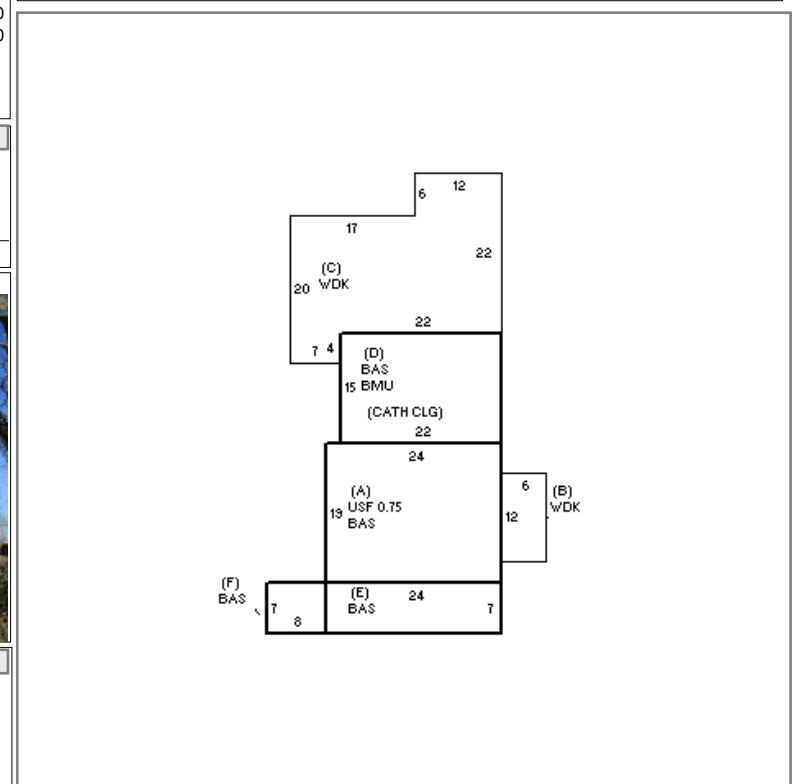 12
6
17
22
(C)
WDK
20
22
7 4
(D)
BAS
15 BMU
(CATH CLG)
22
24
6
(B)
WDK
12
(A)
19 USF 0.75
BAS
(F)
BAS
7
8
(E)
BAS
24
7